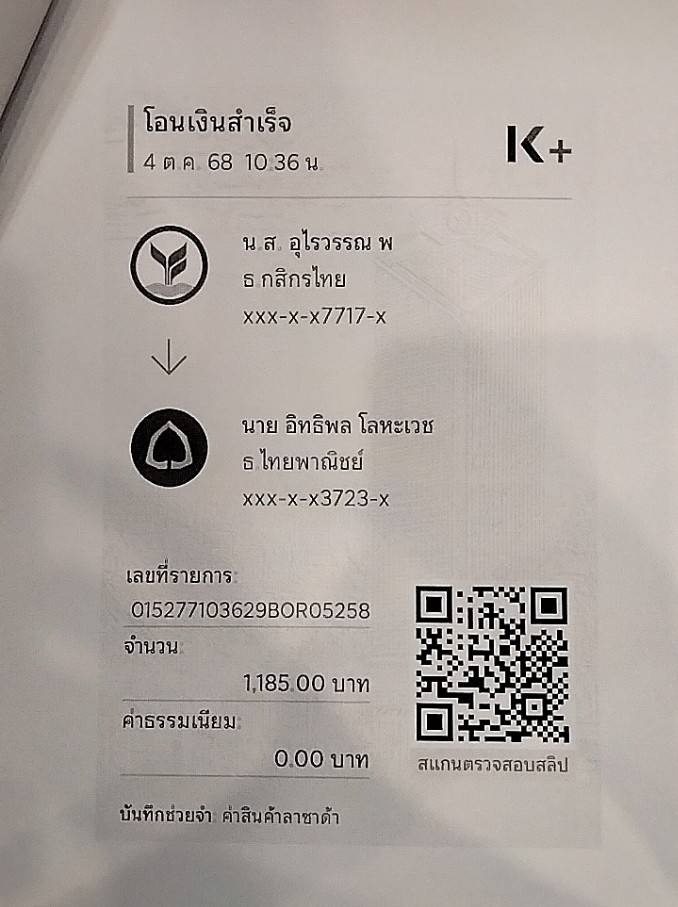 โอนเงินสำเร็จ
4 ต.ค. 68 10:36 น.
K+
น.ส. อุไรวรรณ พ
ธ.กสิกรไทย
xxx-x-x7717-x
นาย อิทธิพล โลหะเวช
ธ.ไทยพาณิชย์
xxx-x-x3723-x
เลขที่รายการ:
015277103629BOR05258
จำนวน:
1,185.00 บาท
ค่าธรรมเนียม:
0.00 บาท
สแกนตรวจสอบสลิป
บันทึกช่วยจำ: ค่าสินค้าลาซาด้า